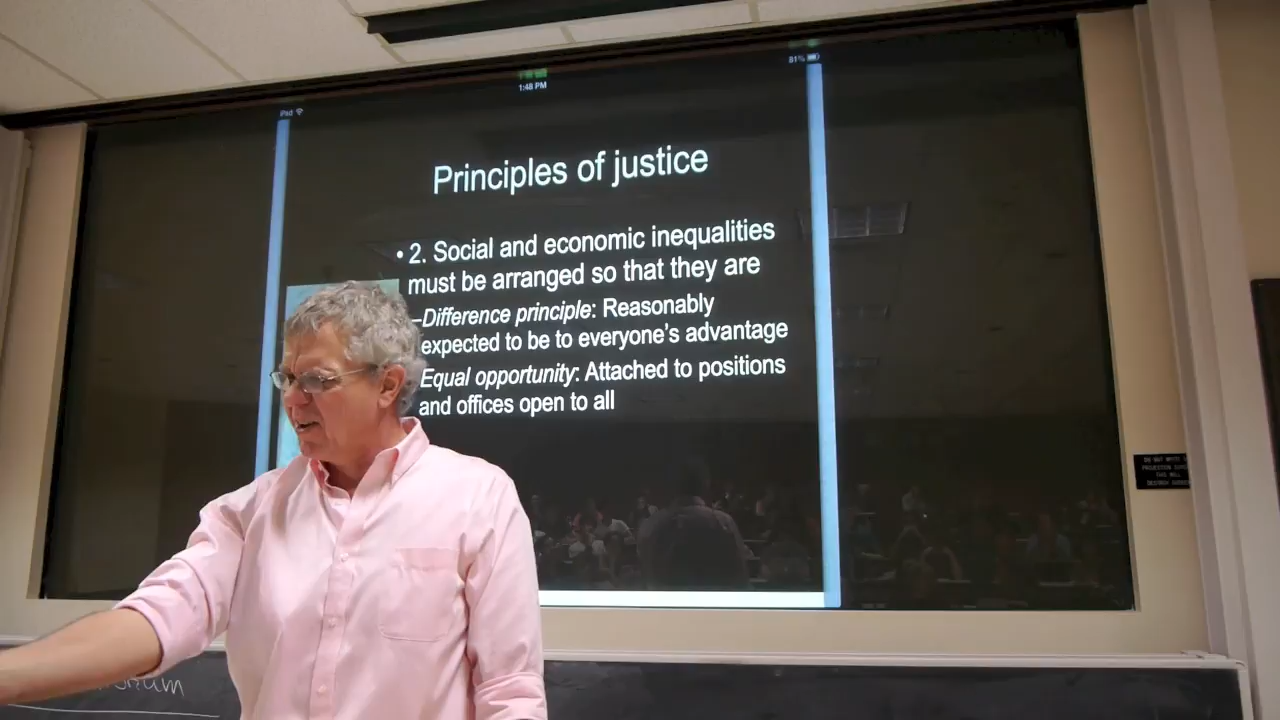 iPad
1:48 PM
81%
Principles of justice
• 2. Social and economic inequalities
must be arranged so that they are
–Difference principle: Reasonably
expected to be to everyone’s advantage
Equal opportunity: Attached to positions
and offices open to all
DO NOT WRITE